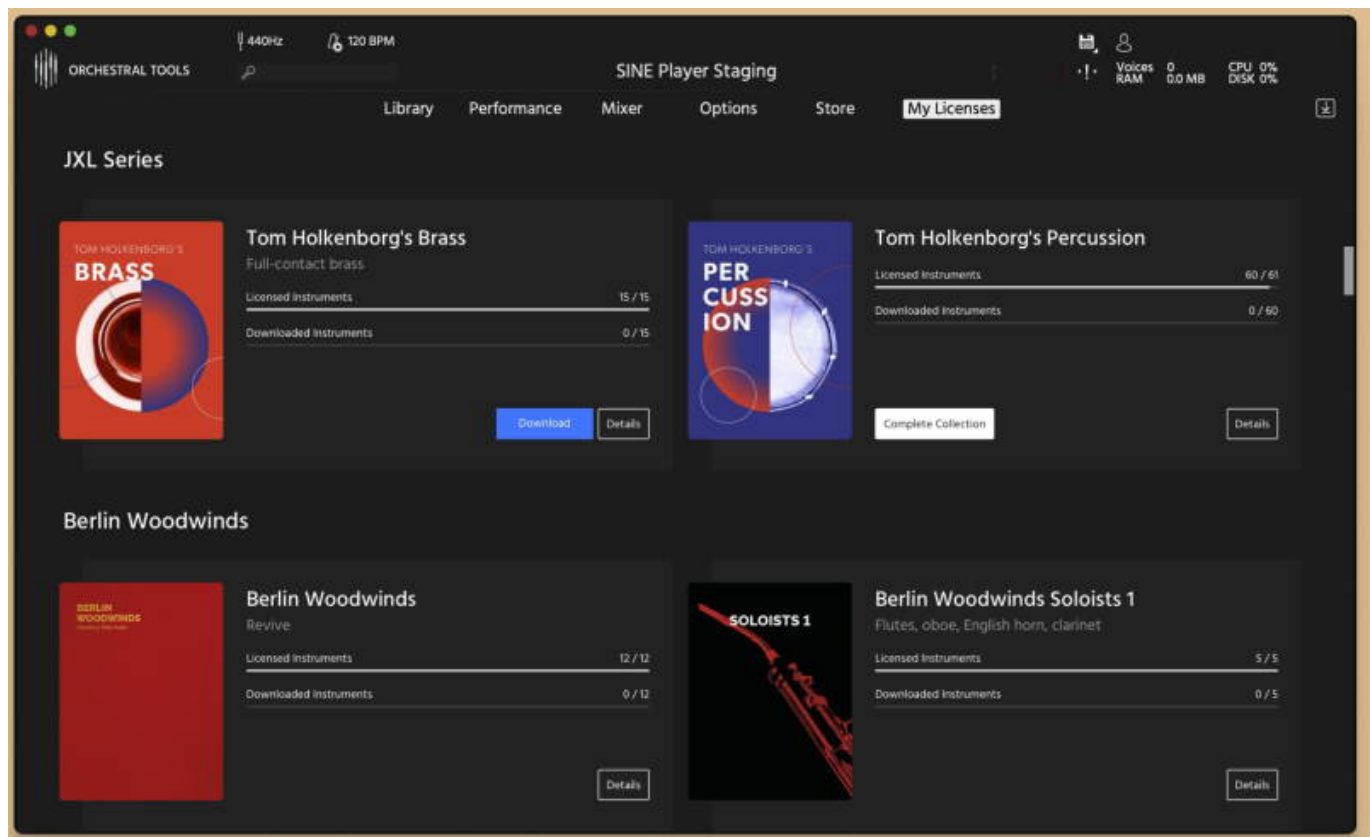 440Hz 120 BPM
ORCHESTRAL TOOLS
SINE Player Staging
Voices 0 CPU 0%
RAM 0.0 MB DISK 0%
Library Performance Mixer Options Store My Licenses
JXL Series
TOM HOLKENBORG'S
BRASS
Tom Holkenborg's Brass
Full-contact brass
Licensed Instruments 15 / 15
Downloaded Instruments 0 / 15
Download Details
TOM HOLKENBORG'S
PER
CUSS
ION
Tom Holkenborg's Percussion
Licensed Instruments 60 / 61
Downloaded Instruments 0 / 60
Complete Collection Details
Berlin Woodwinds
BERLIN
WOODWINDS
Berlin Woodwinds
Revive
Licensed Instruments 12 / 12
Downloaded Instruments 0 / 12
Details
SOLOISTS 1
Berlin Woodwinds Soloists 1
Flutes, oboe, English horn, clarinet
Licensed Instruments 5 / 5
Downloaded Instruments 0 / 5
Details